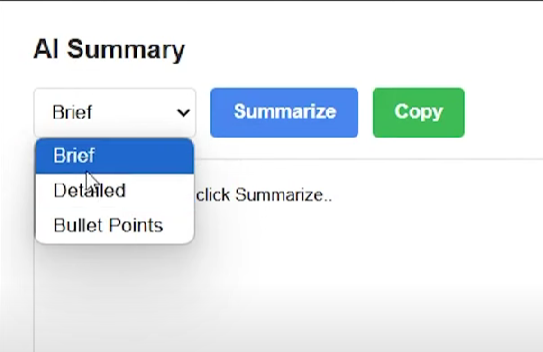 AI Summary
Brief Summarize Copy
Brief
Detailed
click Summarize..
Bullet Points